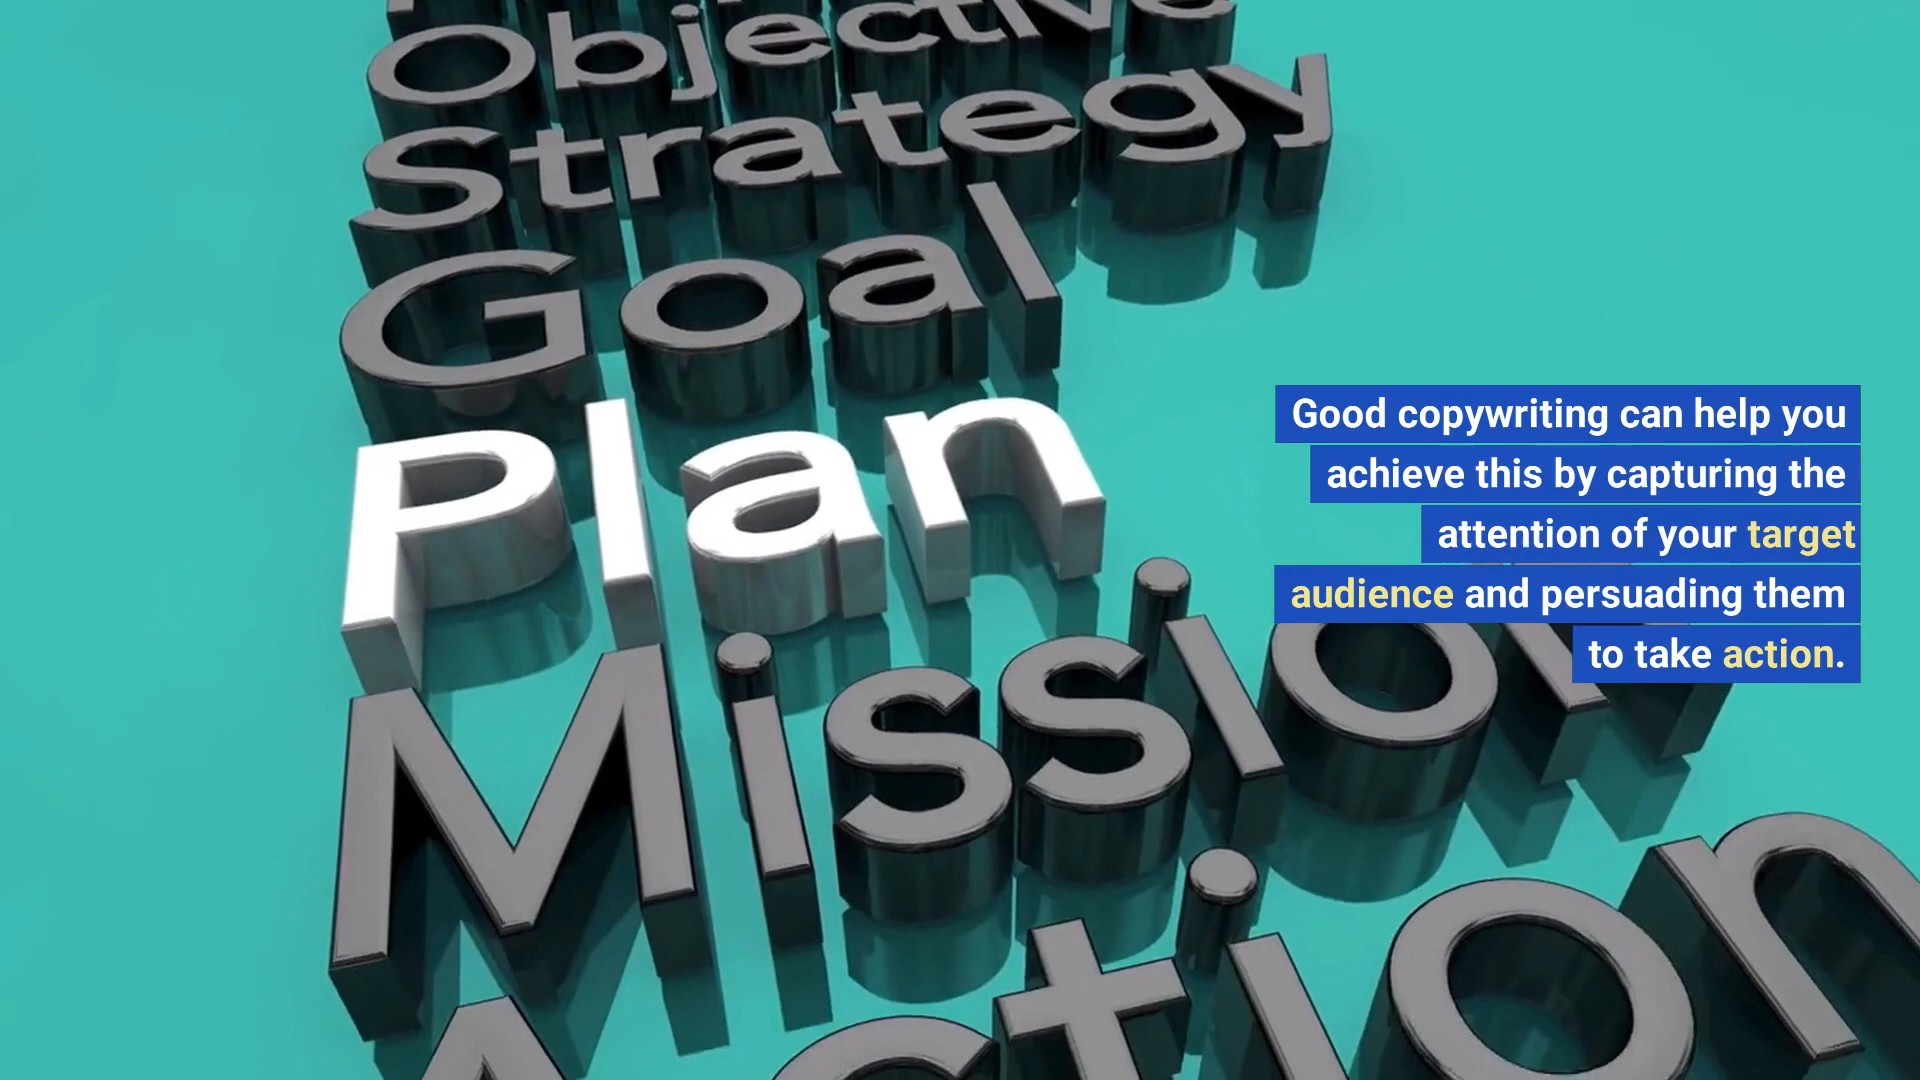 Objective
Strategy
Goal
Plan
Mission
Action
Good copywriting can help you
achieve this by capturing the
attention of your target
audience and persuading them
to take action.